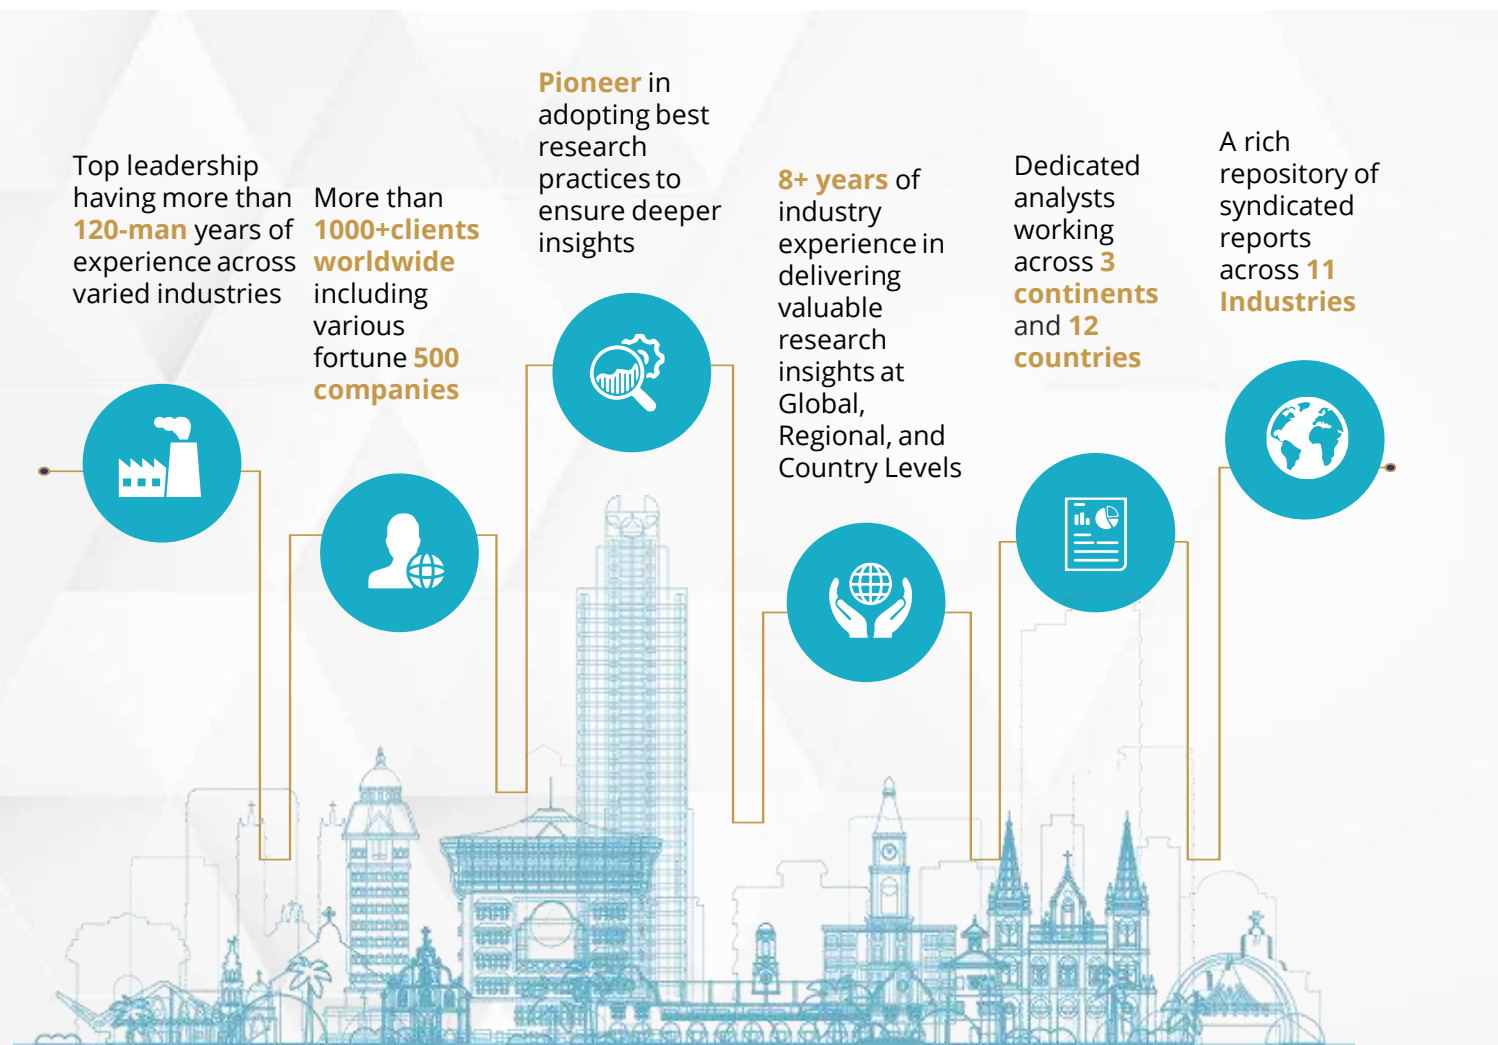 Top leadership
having more than
120-man years of
experience across
varied industries
More than
1000+clients
worldwide
including
various
fortune 500
companies
Pioneer in
adopting best
research
practices to
ensure deeper
insights
8+ years of
industry
experience in
delivering
valuable
research
insights at
Global,
Regional, and
Country Levels
Dedicated
analysts
working
across 3
continents
and 12
countries
A rich
repository of
syndicated
reports
across 11
Industries